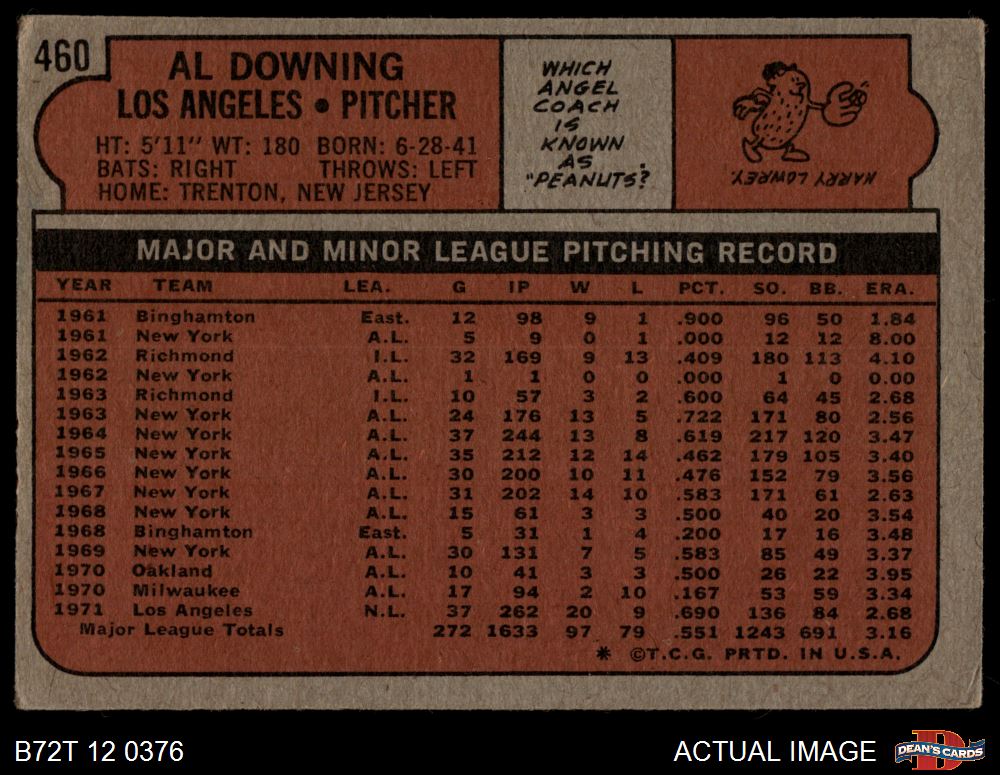 460
AL DOWNING
LOS ANGELES • PITCHER
HT: 5'11" WT: 180 BORN: 6-28-41
BATS: RIGHT THROWS: LEFT
HOME: TRENTON, NEW JERSEY
WHICH
ANGEL
COACH
IS
KNOWN
AS
"PEANUTS?
HARRY LOWREY.
MAJOR AND MINOR LEAGUE PITCHING RECORD
YEAR TEAM LEA. G IP W L PCT. SO. BB. ERA.
1961 Binghamton East. 12 98 9 1 .900 96 50 1.84
1961 New York A.L. 5 9 0 1 .000 12 12 8.00
1962 Richmond I.L. 32 169 9 13 .409 180 113 4.10
1962 New York A.L. 1 1 0 0 .000 1 0 0.00
1963 Richmond I.L. 10 57 3 2 .600 64 45 2.68
1963 New York A.L. 24 176 13 5 .722 171 80 2.56
1964 New York A.L. 37 244 13 8 .619 217 120 3.47
1965 New York A.L. 35 212 12 14 .462 179 105 3.40
1966 New York A.L. 30 200 10 11 .476 152 79 3.56
1967 New York A.L. 31 202 14 10 .583 171 61 2.63
1968 New York A.L. 15 61 3 3 .500 40 20 3.54
1968 Binghamton East. 5 31 1 4 .200 17 16 3.48
1969 New York A.L. 30 131 7 5 .583 85 49 3.37
1970 Oakland A.L. 10 41 3 3 .500 26 22 3.95
1970 Milwaukee A.L. 17 94 2 10 .167 53 59 3.34
1971 Los Angeles N.L. 37 262 20 9 .690 136 84 2.68
Major League Totals 272 1633 97 79 .551 1243 691 3.16
* ©T.C.G. PRTD. IN U.S.A.
B72T 12 0376
ACTUAL IMAGE
DEAN'S CARDS